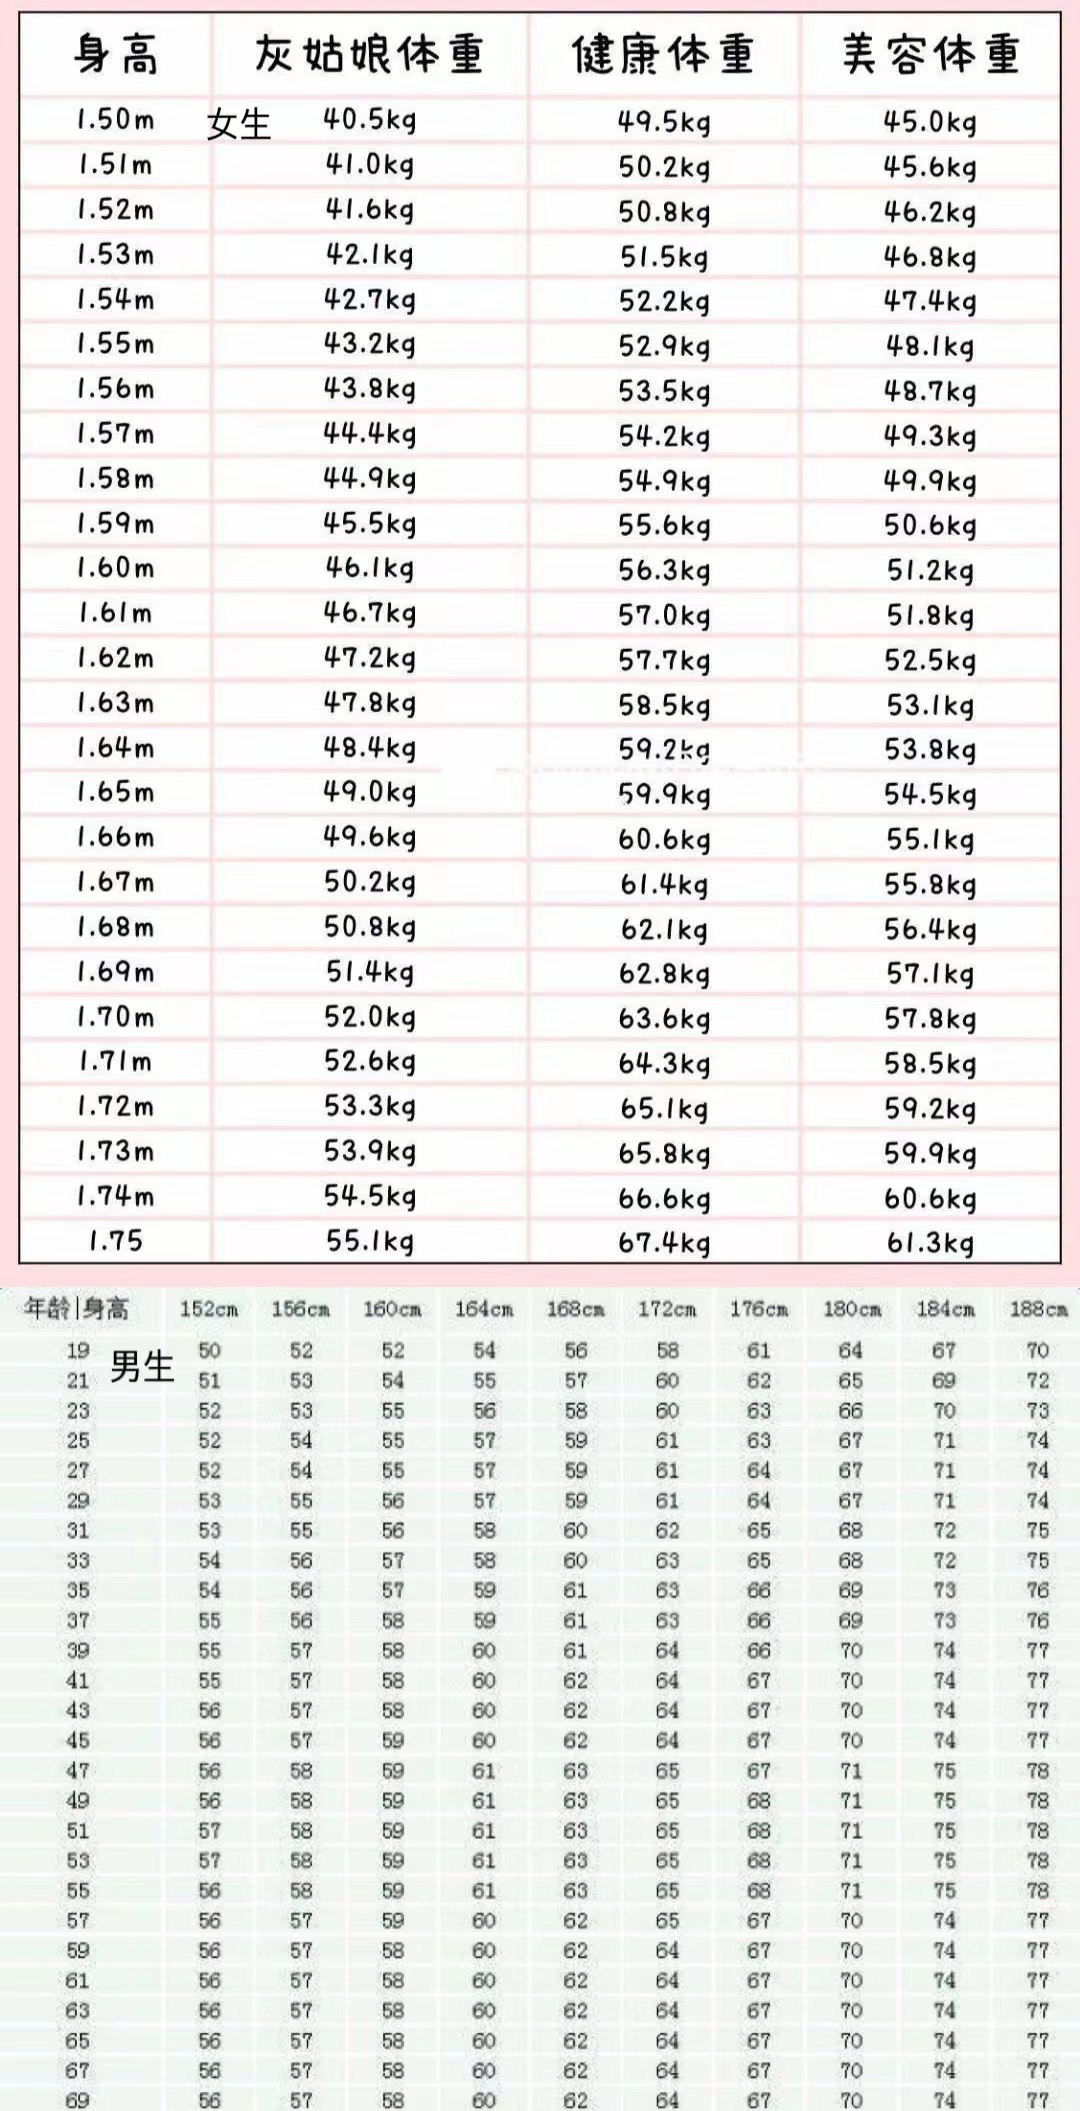 身高 灰姑娘体重 健康体重 美容体重
1.50m 女生 40.5kg 49.5kg 45.0kg
1.51m 41.0kg 50.2kg 45.6kg
1.52m 41.6kg 50.8kg 46.2kg
1.53m 42.1kg 51.5kg 46.8kg
1.54m 42.7kg 52.2kg 47.4kg
1.55m 43.2kg 52.9kg 48.1kg
1.56m 43.8kg 53.5kg 48.7kg
1.57m 44.4kg 54.2kg 49.3kg
1.58m 44.9kg 54.9kg 49.9kg
1.59m 45.5kg 55.6kg 50.6kg
1.60m 46.1kg 56.3kg 51.2kg
1.61m 46.7kg 57.0kg 51.8kg
1.62m 47.2kg 57.7kg 52.5kg
1.63m 47.8kg 58.5kg 53.1kg
1.64m 48.4kg 59.2kg 53.8kg
1.65m 49.0kg 59.9kg 54.5kg
1.66m 49.6kg 60.6kg 55.1kg
1.67m 50.2kg 61.4kg 55.8kg
1.68m 50.8kg 62.1kg 56.4kg
1.69m 51.4kg 62.8kg 57.1kg
1.70m 52.0kg 63.6kg 57.8kg
1.71m 52.6kg 64.3kg 58.5kg
1.72m 53.3kg 65.1kg 59.2kg
1.73m 53.9kg 65.8kg 59.9kg
1.74m 54.5kg 66.6kg 60.6kg
1.75 55.1kg 67.4kg 61.3kg
年龄|身高 152cm 156cm 160cm 164cm 168cm 172cm 176cm 180cm 184cm 188cm
19 男生 50 52 52 54 56 58 61 64 67 70
21 51 53 54 55 57 60 62 65 69 72
23 52 53 55 56 58 60 63 66 70 73
25 52 54 55 57 59 61 63 67 71 74
27 52 54 55 57 59 61 64 67 71 74
29 53 55 56 57 59 61 64 67 71 74
31 53 55 56 58 60 62 65 68 72 75
33 54 56 57 58 60 63 65 68 72 75
35 54 56 57 59 61 63 66 69 73 76
37 55 56 58 59 61 63 66 69 73 76
39 55 57 58 60 61 64 66 70 74 77
41 55 57 58 60 62 64 67 70 74 77
43 56 57 58 60 62 64 67 70 74 77
45 56 57 59 60 62 64 67 70 74 77
47 56 58 59 61 63 65 67 71 75 78
49 56 58 59 61 63 65 68 71 75 78
51 57 58 59 61 63 65 68 71 75 78
53 57 58 59 61 63 65 68 71 75 78
55 56 58 59 61 63 65 68 71 75 78
57 56 57 59 60 62 65 67 70 74 77
59 56 57 58 60 62 64 67 70 74 77
61 56 57 58 60 62 64 67 70 74 77
63 56 57 58 60 62 64 67 70 74 77
65 56 57 58 60 62 64 67 70 74 77
67 56 57 58 60 62 64 67 70 74 77
69 56 57 58 60 62 64 67 70 74 77